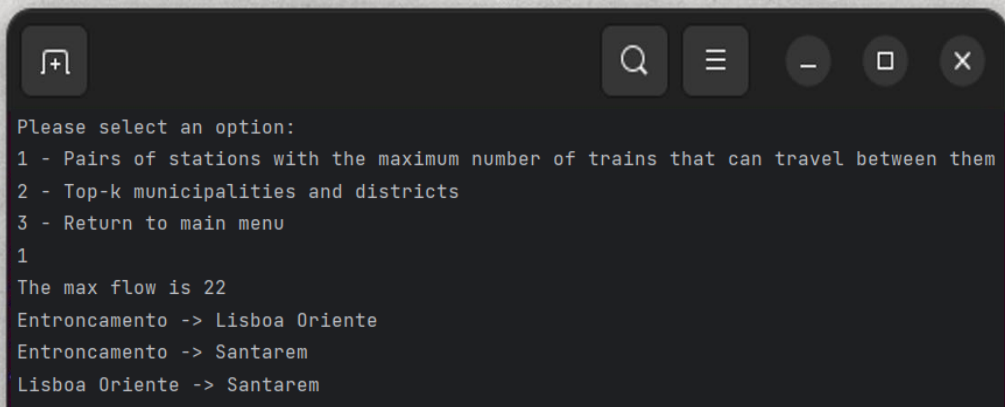 Please select an option:
1 - Pairs of stations with the maximum number of trains that can travel between them
2 - Top-k municipalities and districts
3 - Return to main menu
1
The max flow is 22
Entroncamento -> Lisboa Oriente
Entroncamento -> Santarem
Lisboa Oriente -> Santarem